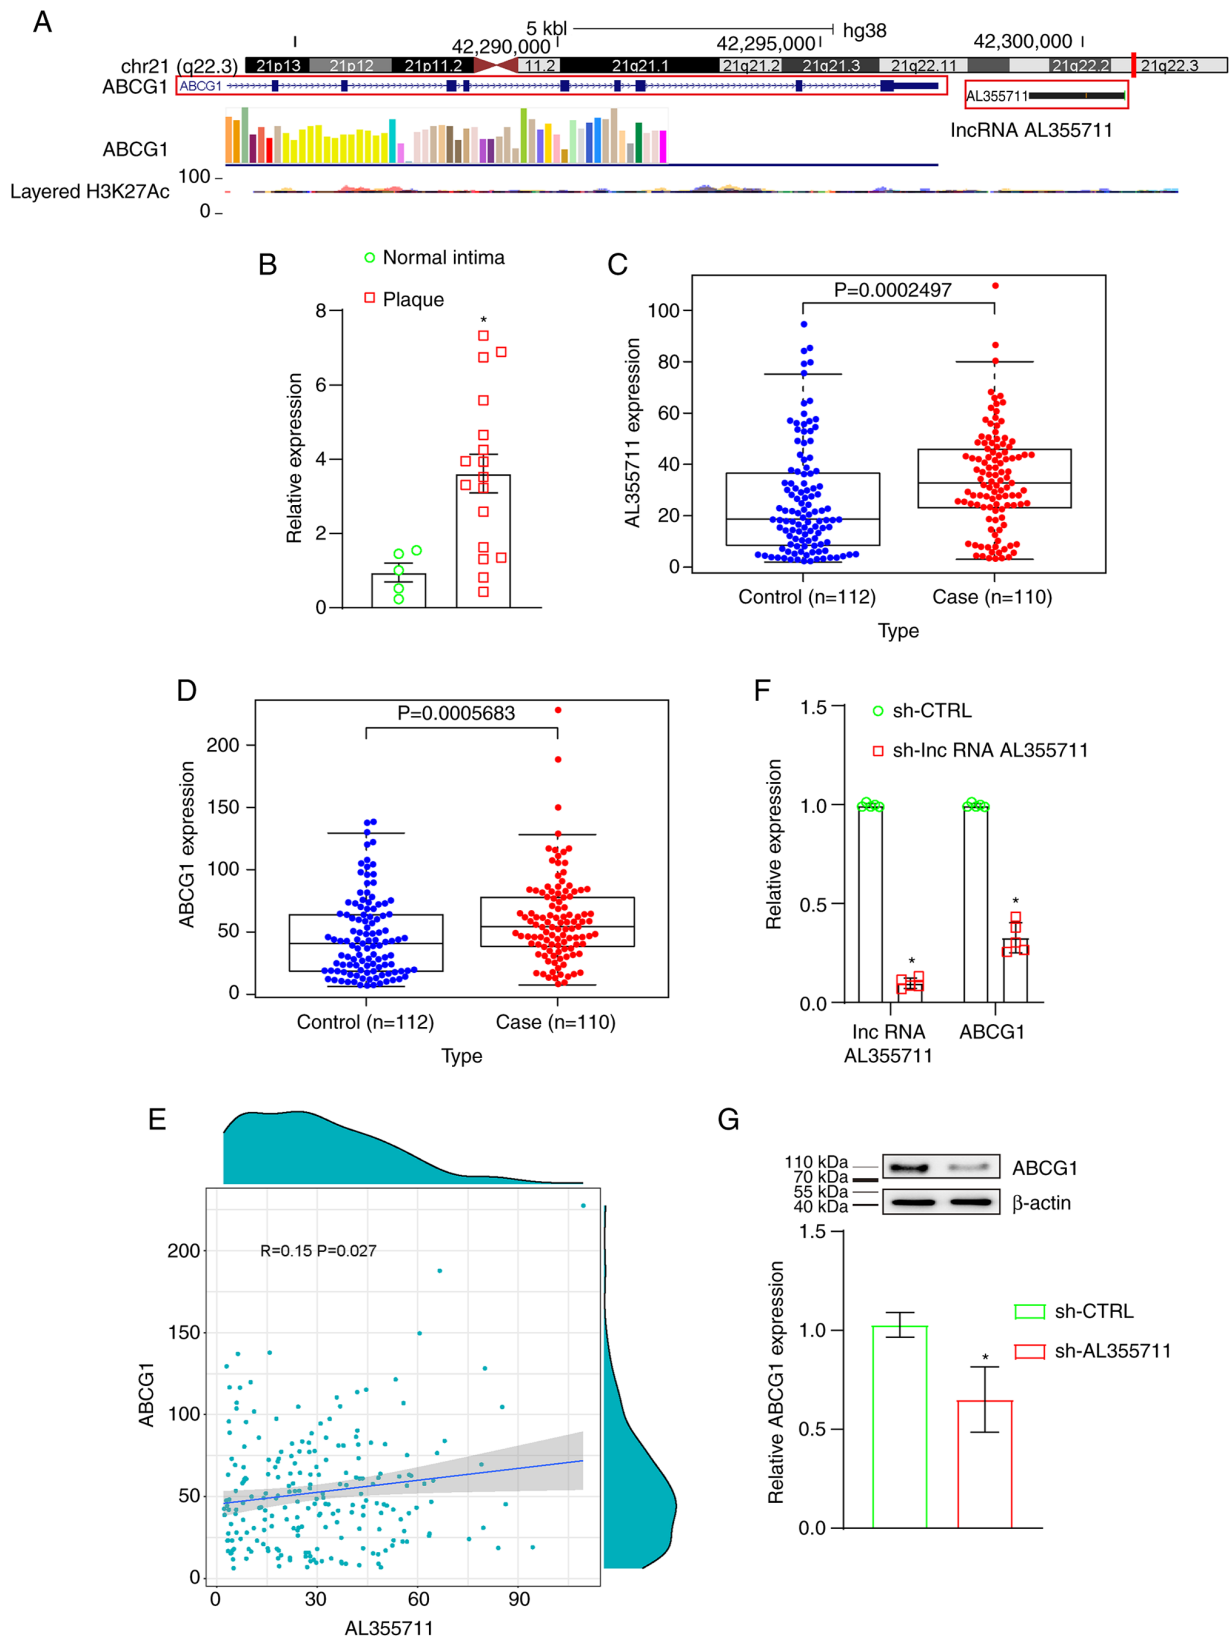 A
5 kbl hg38
42,290,000 42,295,000 42,300,000
chr21 (q22.3) 21p13 21p12 21p11.2 11.2 21q21.1 21q21.2 21q21.3 21q22.11 21q22.2 21q22.3
ABCG1 ABCG1 AL355711
lncRNA AL355711
ABCG1
Layered H3K27Ac
100
0
B
Normal intima
Plaque
Relative expression
8
6
4
2
0
*
C
P=0.0002497
AL355711 expression
100
80
60
40
20
0
Control (n=112) Case (n=110)
Type
D
P=0.0005683
ABCG1 expression
200
150
100
50
0
Control (n=112) Case (n=110)
Type
F
sh-CTRL
sh-lnc RNA AL355711
Relative expression
1.5
1.0
0.5
0.0
*
*
lnc RNA
AL355711
ABCG1
E
R=0.15 P=0.027
ABCG1
200
150
100
50
0
0 30 60 90
AL355711
G
110 kDa
70 kDa
55 kDa
40 kDa
ABCG1
β-actin
Relative ABCG1 expression
1.5
1.0
0.5
0.0
*
sh-CTRL
sh-AL355711